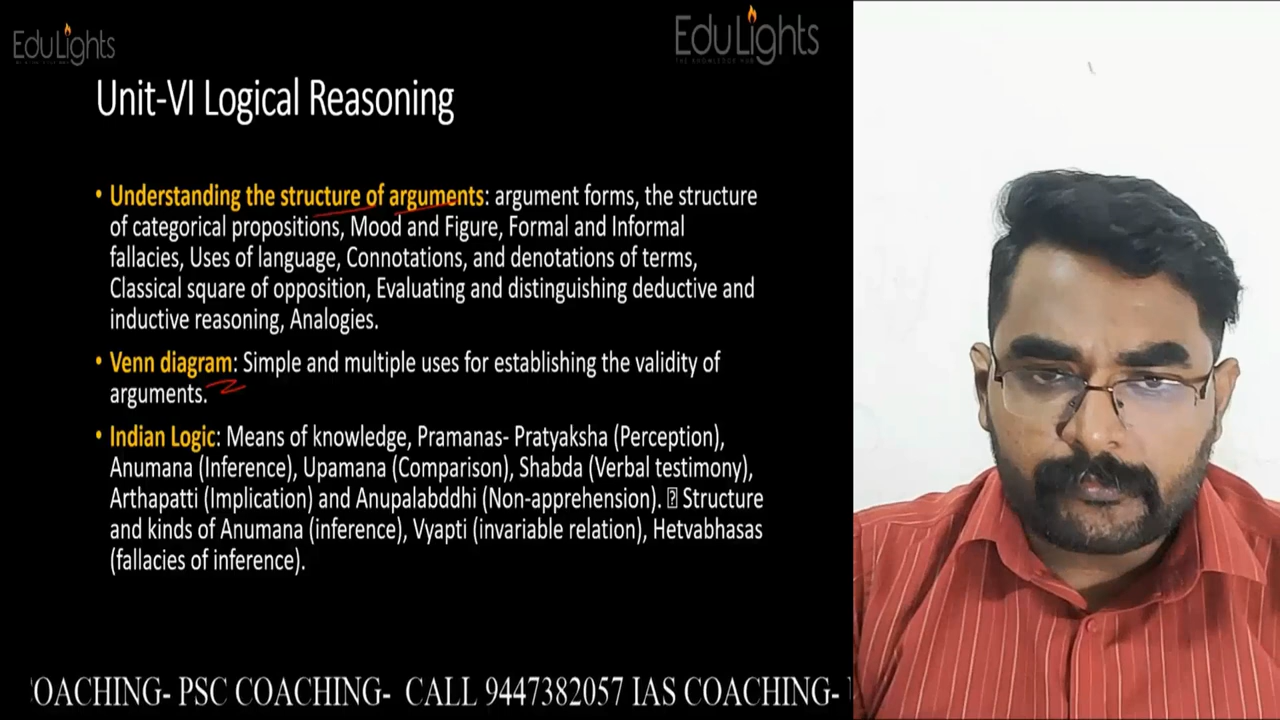 EduLights
EduLights
THE KNOWLEDGE HUB
Unit-VI Logical Reasoning
• Understanding the structure of arguments: argument forms, the structure
of categorical propositions, Mood and Figure, Formal and Informal
fallacies, Uses of language, Connotations, and denotations of terms,
Classical square of opposition, Evaluating and distinguishing deductive and
inductive reasoning, Analogies.
• Venn diagram: Simple and multiple uses for establishing the validity of
arguments.
• Indian Logic: Means of knowledge, Pramanas- Pratyaksha (Perception),
Anumana (Inference), Upamana (Comparison), Shabda (Verbal testimony),
Arthapatti (Implication) and Anupalabddhi (Non-apprehension). Structure
and kinds of Anumana (inference), Vyapti (invariable relation), Hetvabhasas
(fallacies of inference).
COACHING- PSC COACHING- CALL 9447382057 IAS COACHING-